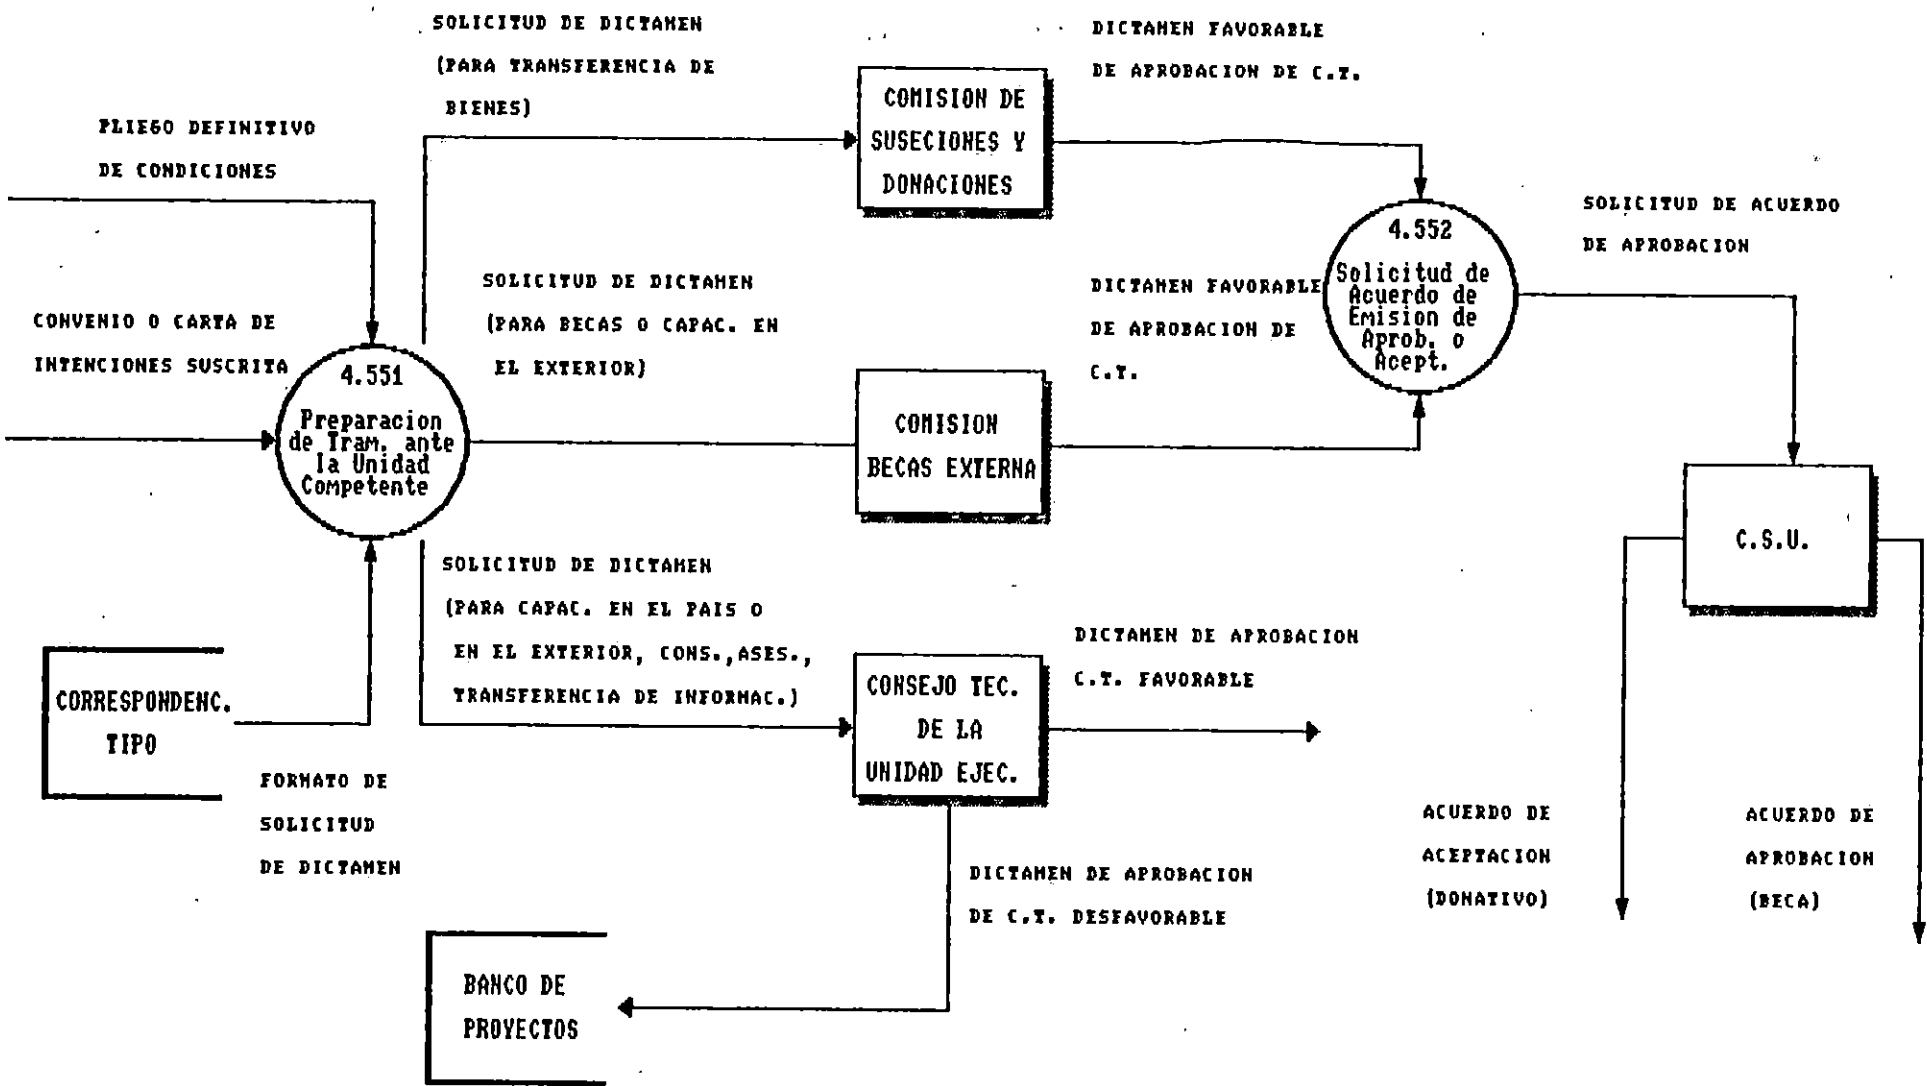 SOLICITUD DE DICTAMEN
(PARA TRANSFERENCIA DE
BIENES)
DICTAMEN FAVORABLE
DE APROBACION DE C.T.
COMISION DE
SUSECIONES Y
DONACIONES
PLIEGO DEFINITIVO
DE CONDICIONES
SOLICITUD DE ACUERDO
DE APROBACION
4.552
Solicitud de
Acuerdo de
Emision de
Aprob. o
Acept.
SOLICITUD DE DICTAMEN
(PARA BECAS O CAPAC. EN
EL EXTERIOR)
DICTAMEN FAVORABLE
DE APROBACION DE
C.T.
CONVENIO O CARTA DE
INTENCIONES SUSCRITA
4.551
Preparacion
de Tram. ante
la Unidad
Competente
COMISION
BECAS EXTERNA
C.S.U.
SOLICITUD DE DICTAMEN
(PARA CAPAC. EN EL PAIS O
EN EL EXTERIOR, CONS.,ASES.,
TRANSFERENCIA DE INFORMAC.)
DICTAMEN DE APROBACION
C.T. FAVORABLE
CORRESPONDENC.
TIPO
CONSEJO TEC.
DE LA
UNIDAD EJEC.
FORMATO DE
SOLICITUD
DE DICTAMEN
ACUERDO DE
ACEPTACION
(DONATIVO)
ACUERDO DE
APROBACION
(BECA)
DICTAMEN DE APROBACION
DE C.T. DESFAVORABLE
BANCO DE
PROYECTOS